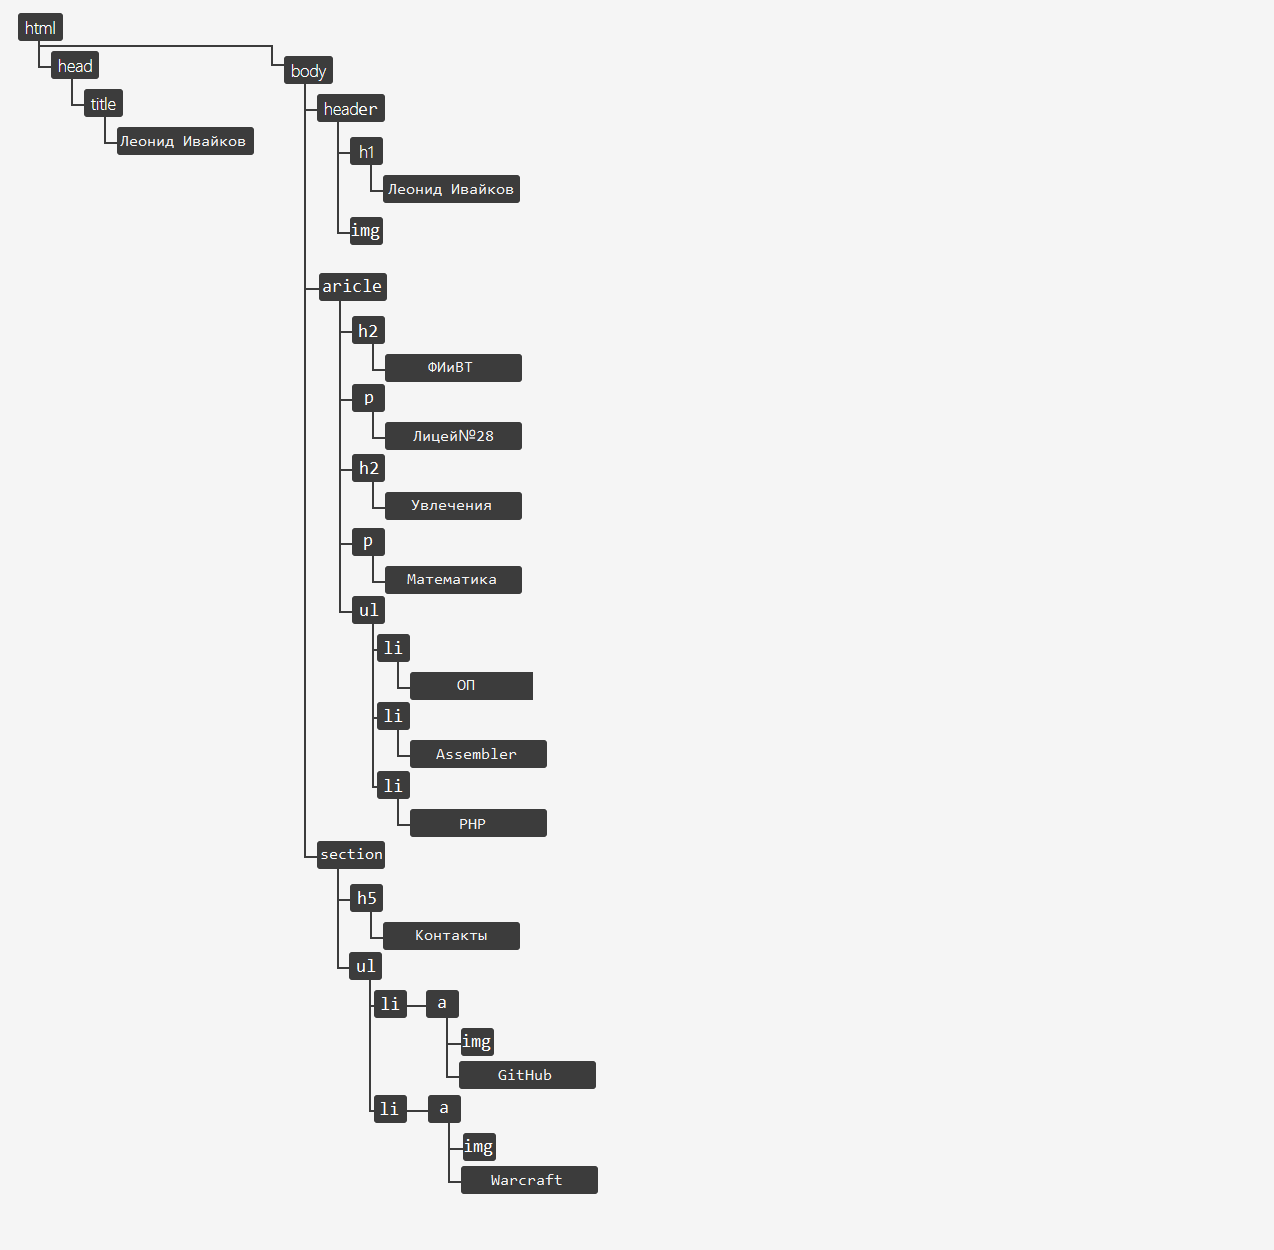 html
head
body
title
header
Леонид Ивайков
h1
Леонид Ивайков
img
aricle
h2
ФИиВТ
p
Лицей№28
h2
Увлечения
p
Математика
ul
li
ОП
li
Assembler
li
PHP
section
h5
Контакты
ul
li
a
img
GitHub
li
a
img
Warcraft